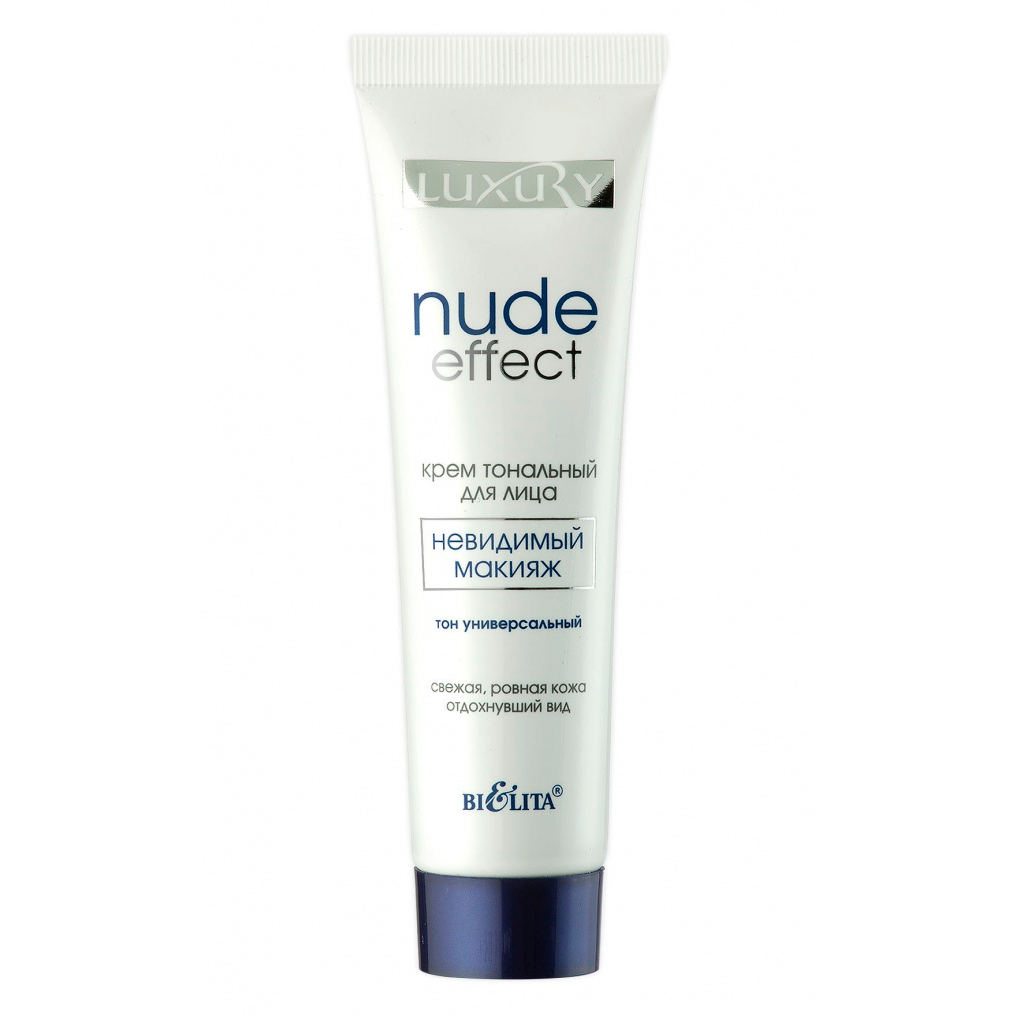 LUXURY
nude
effect
крем тональный
для лица
невидимый
макияж
тон универсальный
свежая, ровная кожа
отдохнувший вид
BIELITA®